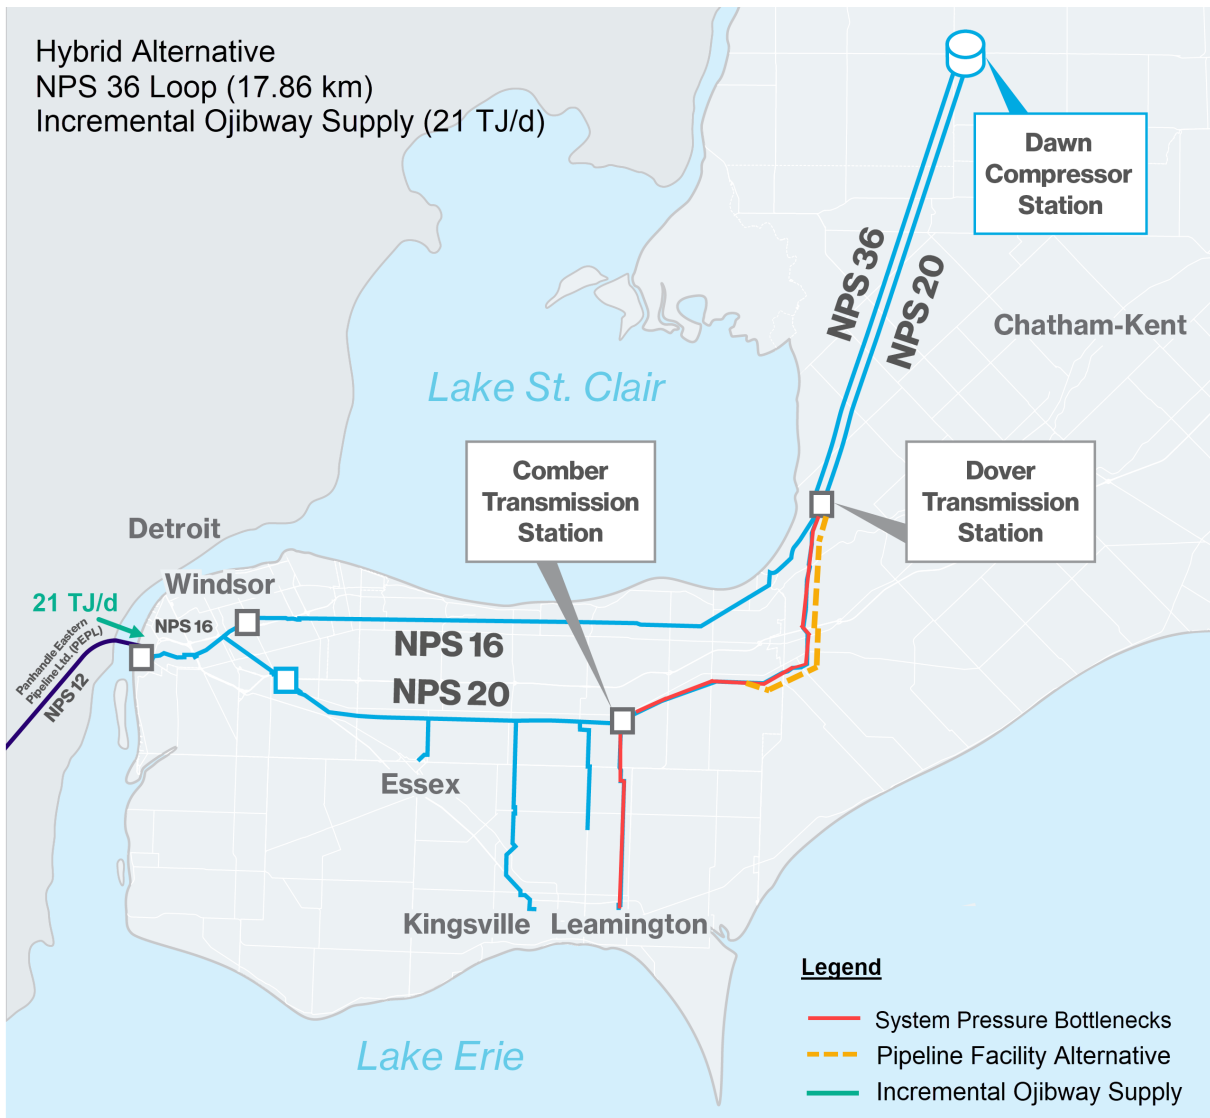 Hybrid Alternative
NPS 36 Loop (17.86 km)
Incremental Ojibway Supply (21 TJ/d)
Dawn
Compressor
Station
NPS 36
NPS 20
Chatham-Kent
Lake St. Clair
Comber
Transmission
Station
Dover
Transmission
Station
Detroit
Windsor
21 TJ/d
NPS 16
Panhandle Eastern
Pipeline Ltd. (PEPL)
NPS 12
NPS 16
NPS 20
Essex
Kingsville
Leamington
Lake Erie
Legend
System Pressure Bottlenecks
Pipeline Facility Alternative
Incremental Ojibway Supply